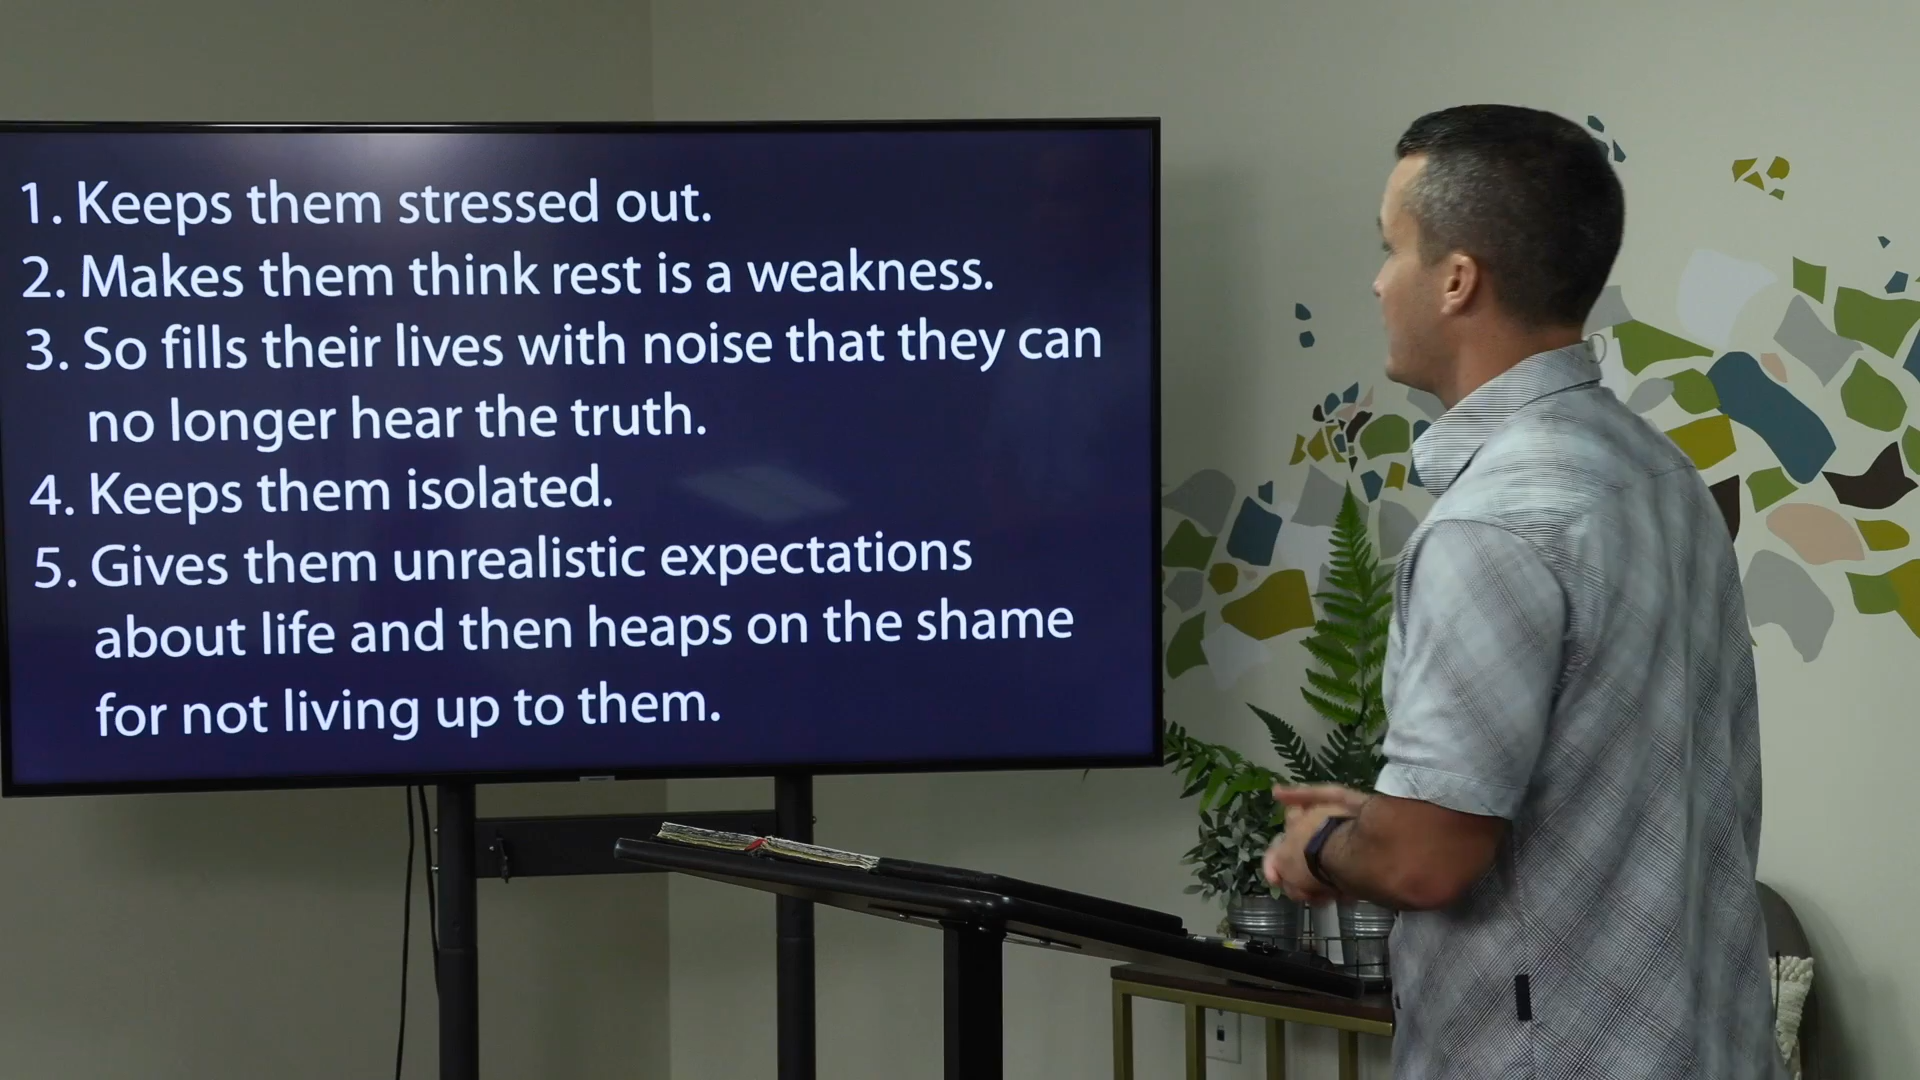 1. Keeps them stressed out.
2. Makes them think rest is a weakness.
3. So fills their lives with noise that they can
no longer hear the truth.
4. Keeps them isolated.
5. Gives them unrealistic expectations
about life and then heaps on the shame
for not living up to them.